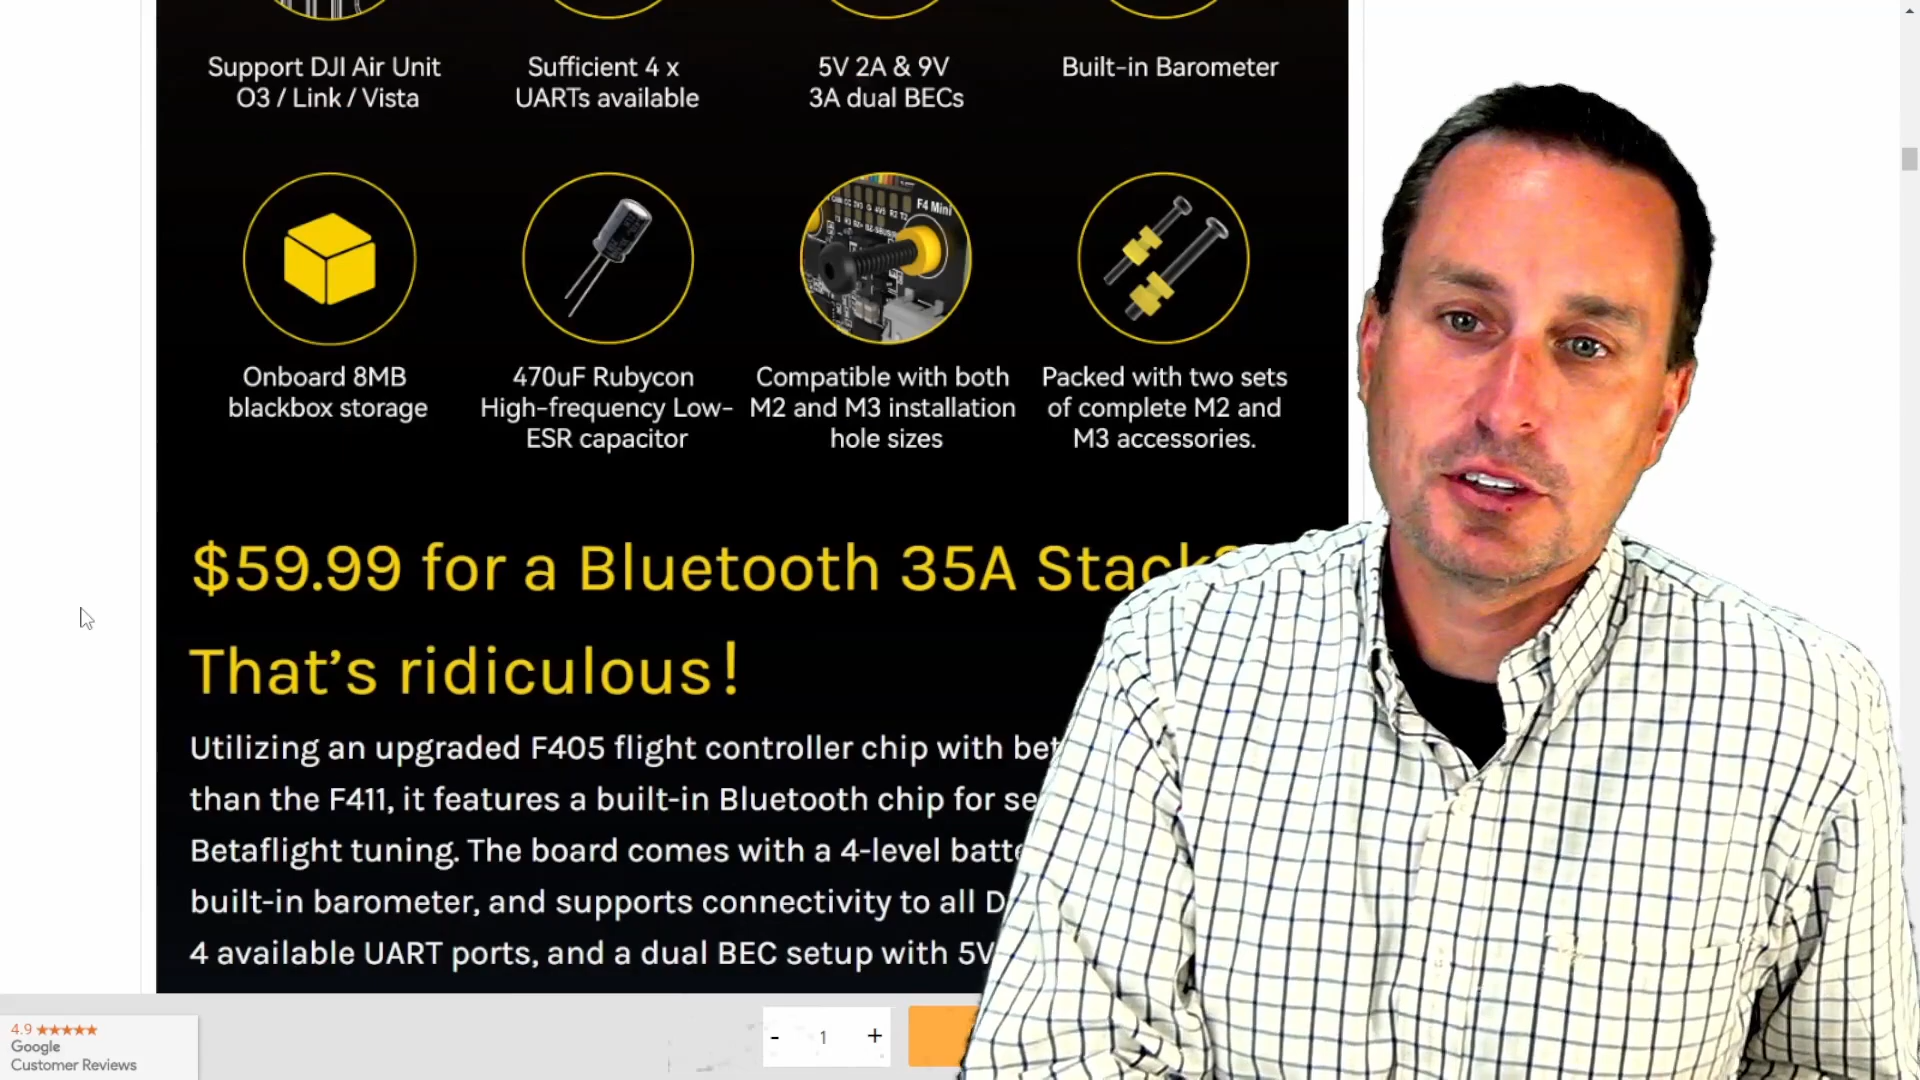 Support DJI Air Unit
O3 / Link / Vista
Sufficient 4 x
UARTs available
5V 2A & 9V
3A dual BECs
Built-in Barometer
F4 Mini
Onboard 8MB
blackbox storage
470uF Rubycon
High-frequency Low-
ESR capacitor
Compatible with both
M2 and M3 installation
hole sizes
Packed with two sets
of complete M2 and
M3 accessories.
$59.99 for a Bluetooth 35A Stack?
That’s ridiculous!
Utilizing an upgraded F405 flight controller chip with
than the F411, it features a built-in Bluetooth chip for
Betaflight tuning. The board comes with a 4-level
built-in barometer, and supports connectivity to all
4 available UART ports, and a dual BEC setup with 5V
- 1 +
4.9 ★★★★★
Google
Customer Reviews